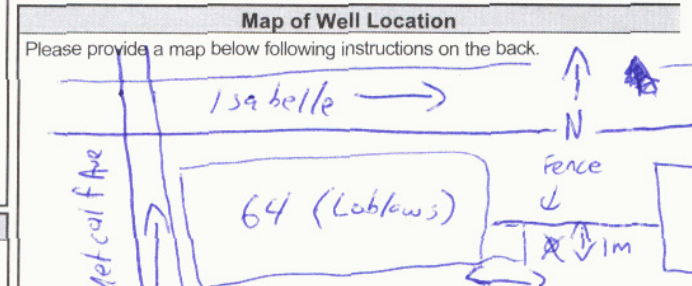 Map of Well Location
Please provide a map below following instructions on the back.
Isabelle
N
Fence
Metcalf Ave
64 (Loblaws)
1m